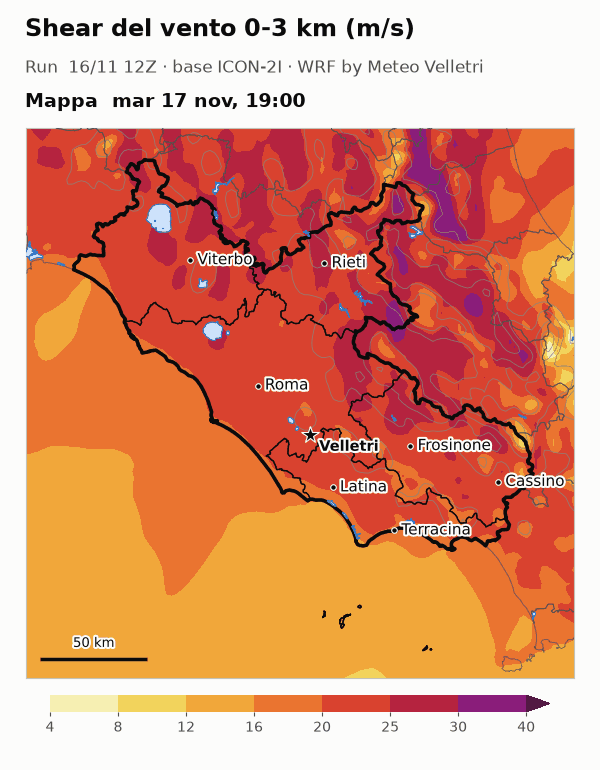 Shear del vento 0-3 km (m/s)
Run  16/11 12Z · base ICON-2I · WRF by Meteo Velletri
Mappa  mar 17 nov, 19:00
Viterbo
Rieti
Roma
Velletri
Frosinone
Cassino
Latina
Terracina
50 km
4 8 12 16 20 25 30 40